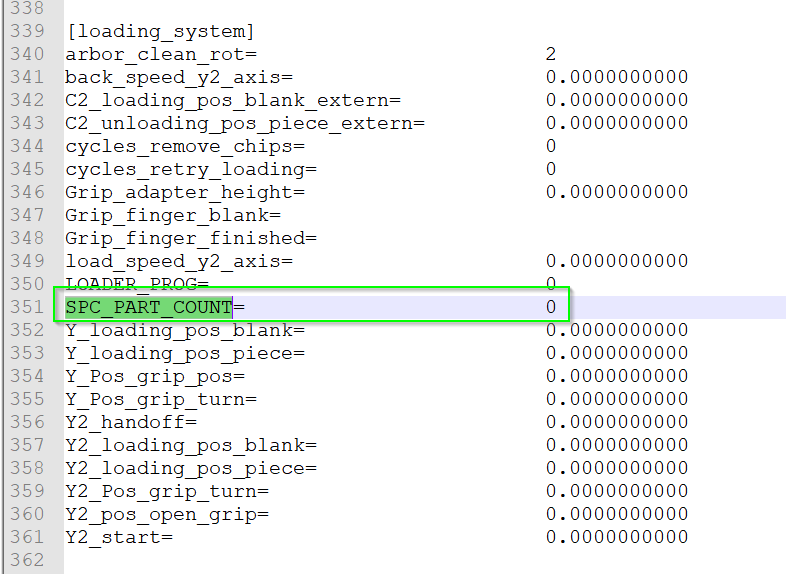 338
339 [loading_system]
340 arbor_clean_rot= 2
341 back_speed_y2_axis= 0.0000000000
342 C2_loading_pos_blank_extern= 0.0000000000
343 C2_unloading_pos_piece_extern= 0.0000000000
344 cycles_remove_chips= 0
345 cycles_retry_loading= 0
346 Grip_adapter_height= 0.0000000000
347 Grip_finger_blank=
348 Grip_finger_finished=
349 load_speed_y2_axis= 0.0000000000
350 LOADER_PROG= 0
351 SPC_PART_COUNT= 0
352 Y_loading_pos_blank= 0.0000000000
353 Y_loading_pos_piece= 0.0000000000
354 Y_Pos_grip_pos= 0.0000000000
355 Y_Pos_grip_turn= 0.0000000000
356 Y2_handoff= 0.0000000000
357 Y2_loading_pos_blank= 0.0000000000
358 Y2_loading_pos_piece= 0.0000000000
359 Y2_Pos_grip_turn= 0.0000000000
360 Y2_pos_open_grip= 0.0000000000
361 Y2_start= 0.0000000000
362